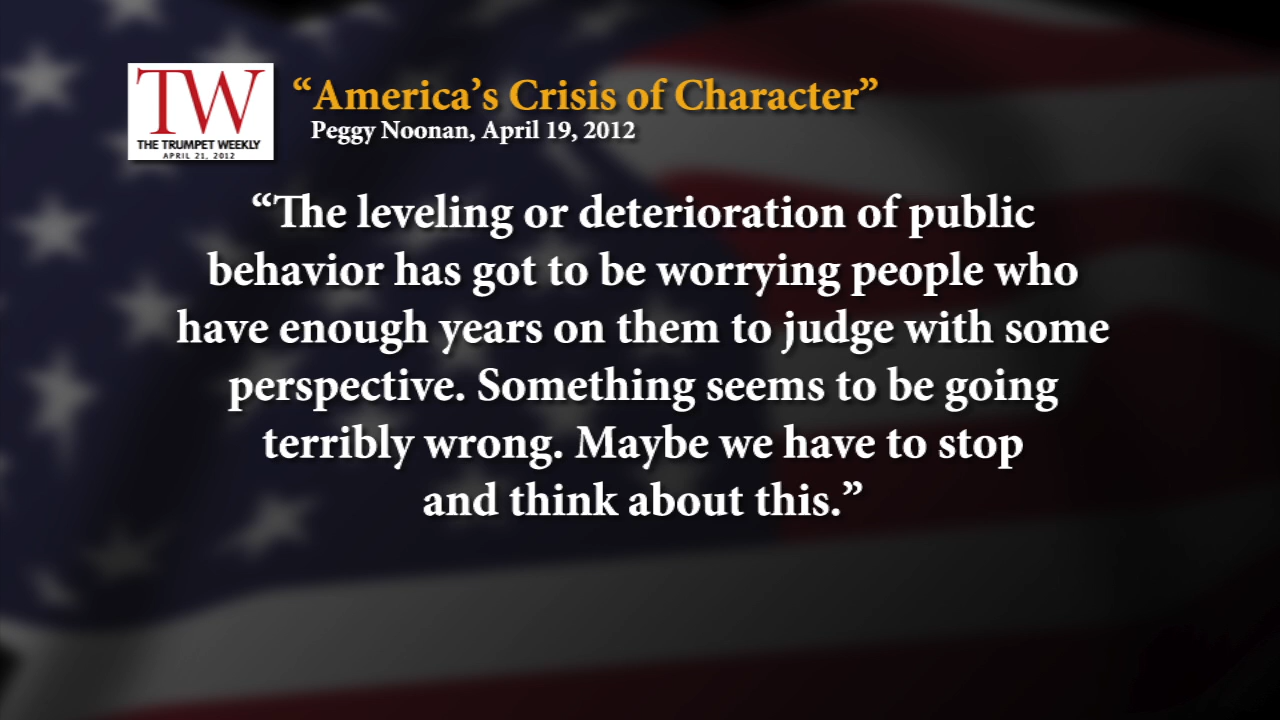 TW
THE TRUMPET WEEKLY
APRIL 21, 2012
“America’s Crisis of Character”
Peggy Noonan, April 19, 2012
“The leveling or deterioration of public
behavior has got to be worrying people who
have enough years on them to judge with some
perspective. Something seems to be going
terribly wrong. Maybe we have to stop
and think about this.”